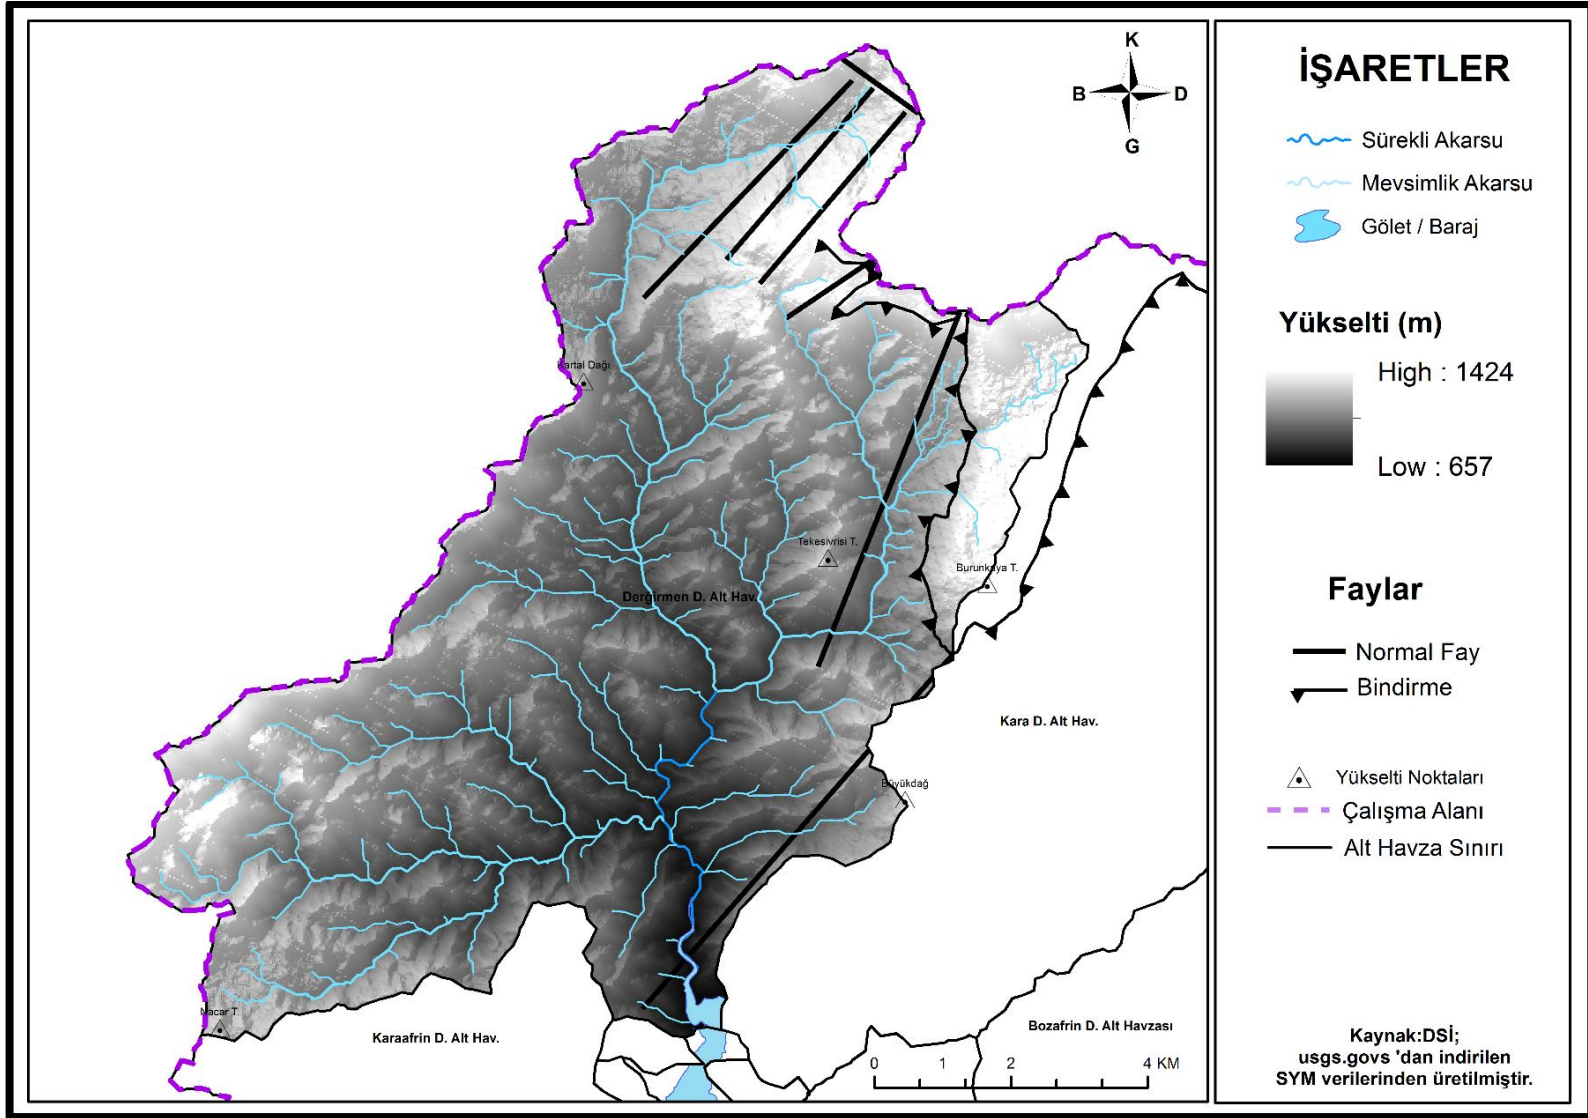 K
B
D
G
Kartal Dağı
Tekesivrisi T.
Burunkaya T.
Değirmen D. Alt Hav.
Kara D. Alt Hav.
Büyükdağ
Nacar T.
Karaafrin D. Alt Hav.
Bozafrin D. Alt Havzası
0 1 2 4 KM
İŞARETLER
Sürekli Akarsu
Mevsimlik Akarsu
Gölet / Baraj
Yükselti (m)
High : 1424
Low : 657
Faylar
Normal Fay
Bindirme
Yükselti Noktaları
Çalışma Alanı
Alt Havza Sınırı
Kaynak:DSİ;
usgs.govs 'dan indirilen
SYM verilerinden üretilmiştir.